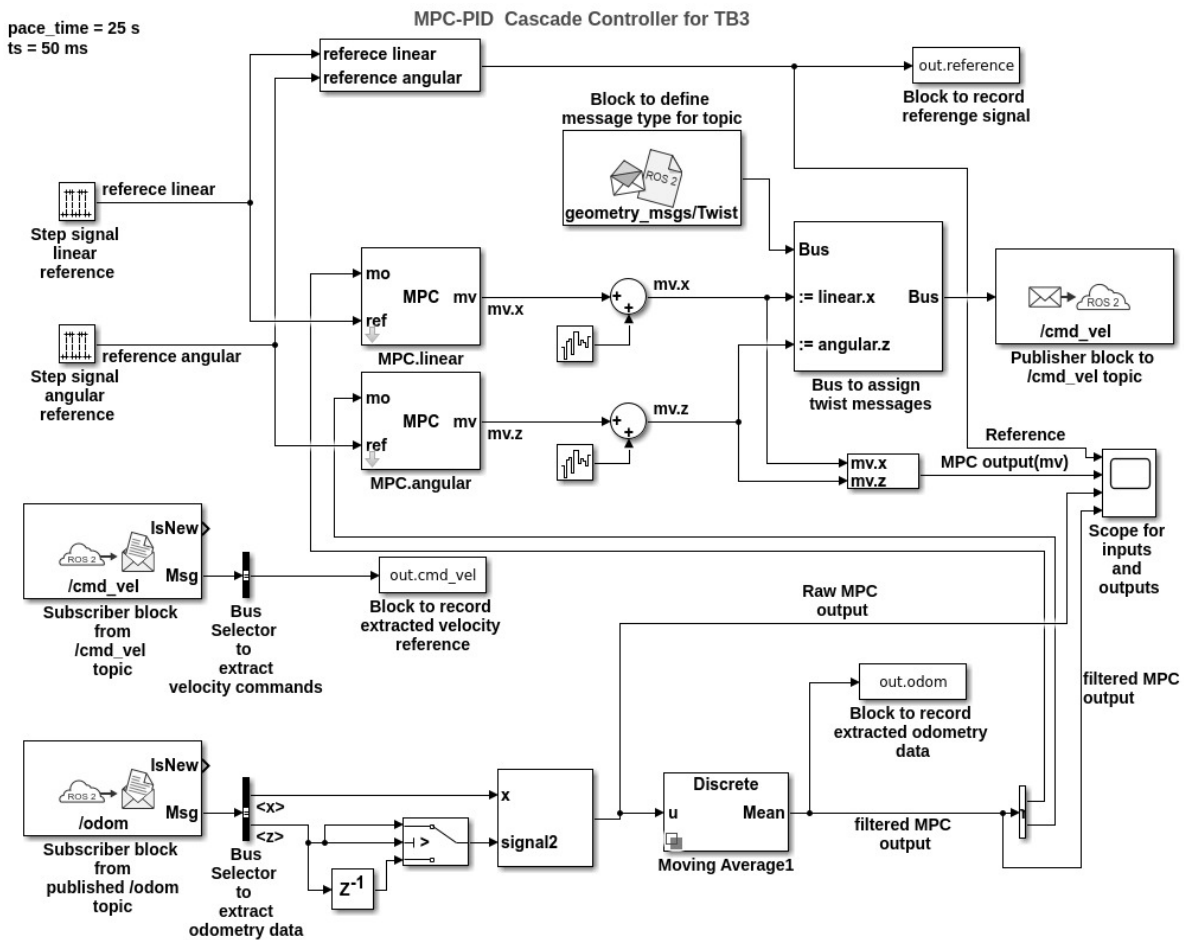 MPC-PID Cascade Controller for TB3
pace_time = 25 s
ts = 50 ms
referece linear
reference angular
out.reference
Block to record
referenge signal
Block to define
message type for topic
ROS 2
geometry_msgs/Twist
referece linear
Step signal
linear
reference
reference angular
Step signal
angular
reference
mo
MPC
mv
ref
mv.x
MPC.linear
mo
MPC
mv
ref
mv.z
MPC.angular
+
+
mv.x
+
+
mv.z
Bus
:= linear.x
Bus
:= angular.z
Bus to assign
twist messages
ROS 2
/cmd_vel
Publisher block to
/cmd_vel topic
mv.x
mv.z
Reference
MPC output(mv)
Scope for
inputs
and
outputs
IsNew
ROS 2
Msg
/cmd_vel
Subscriber block
from
/cmd_vel
topic
Bus
Selector
to
extract
velocity commands
out.cmd_vel
Block to record
extracted velocity
reference
Raw MPC
output
filtered MPC
output
out.odom
Block to record
extracted odometry
data
IsNew
ROS 2
Msg
/odom
Subscriber block
from
published /odom
topic
<x>
<z>
Bus
Selector
to
extract
odometry data
>
Z-1
x
signal2
Discrete
u
Mean
Moving Average1
filtered MPC
output